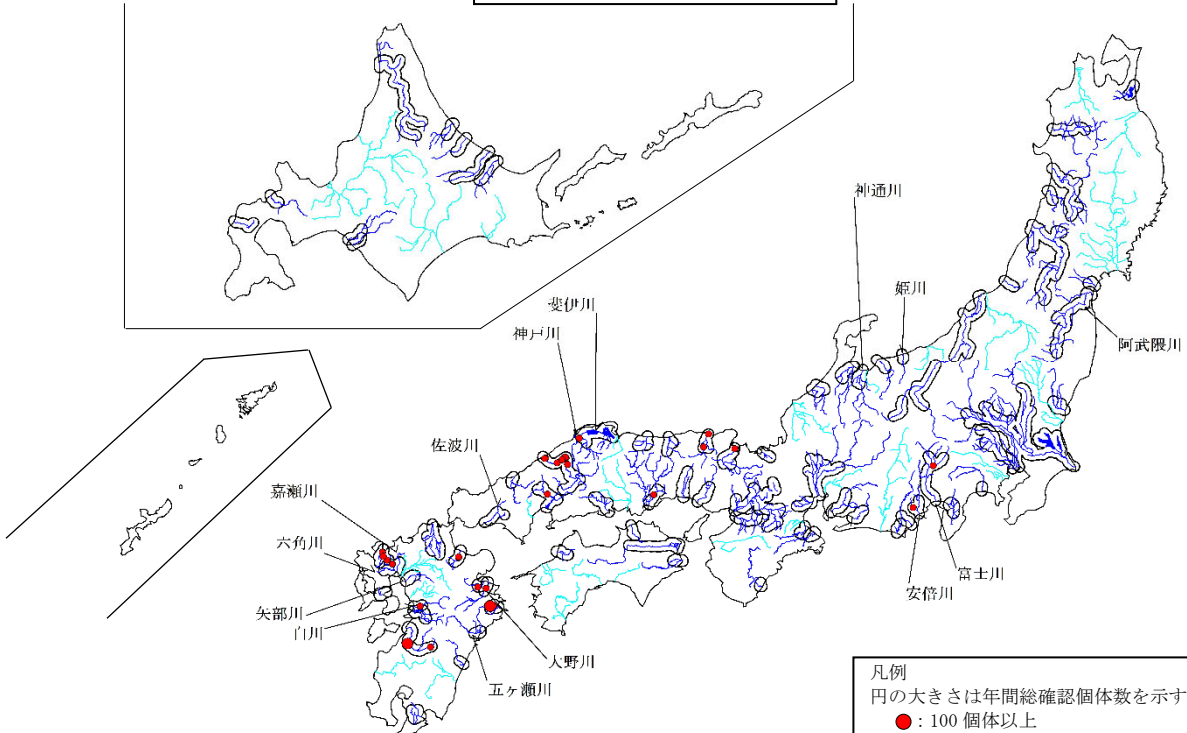 神通川
姫川
斐伊川
神戸川
阿武隈川
佐波川
嘉瀬川
六角川
富士川
安倍川
矢部川
白川
大野川
五ヶ瀬川
凡例
円の大きさは年間総確認個体数を示す
:100 個体以上